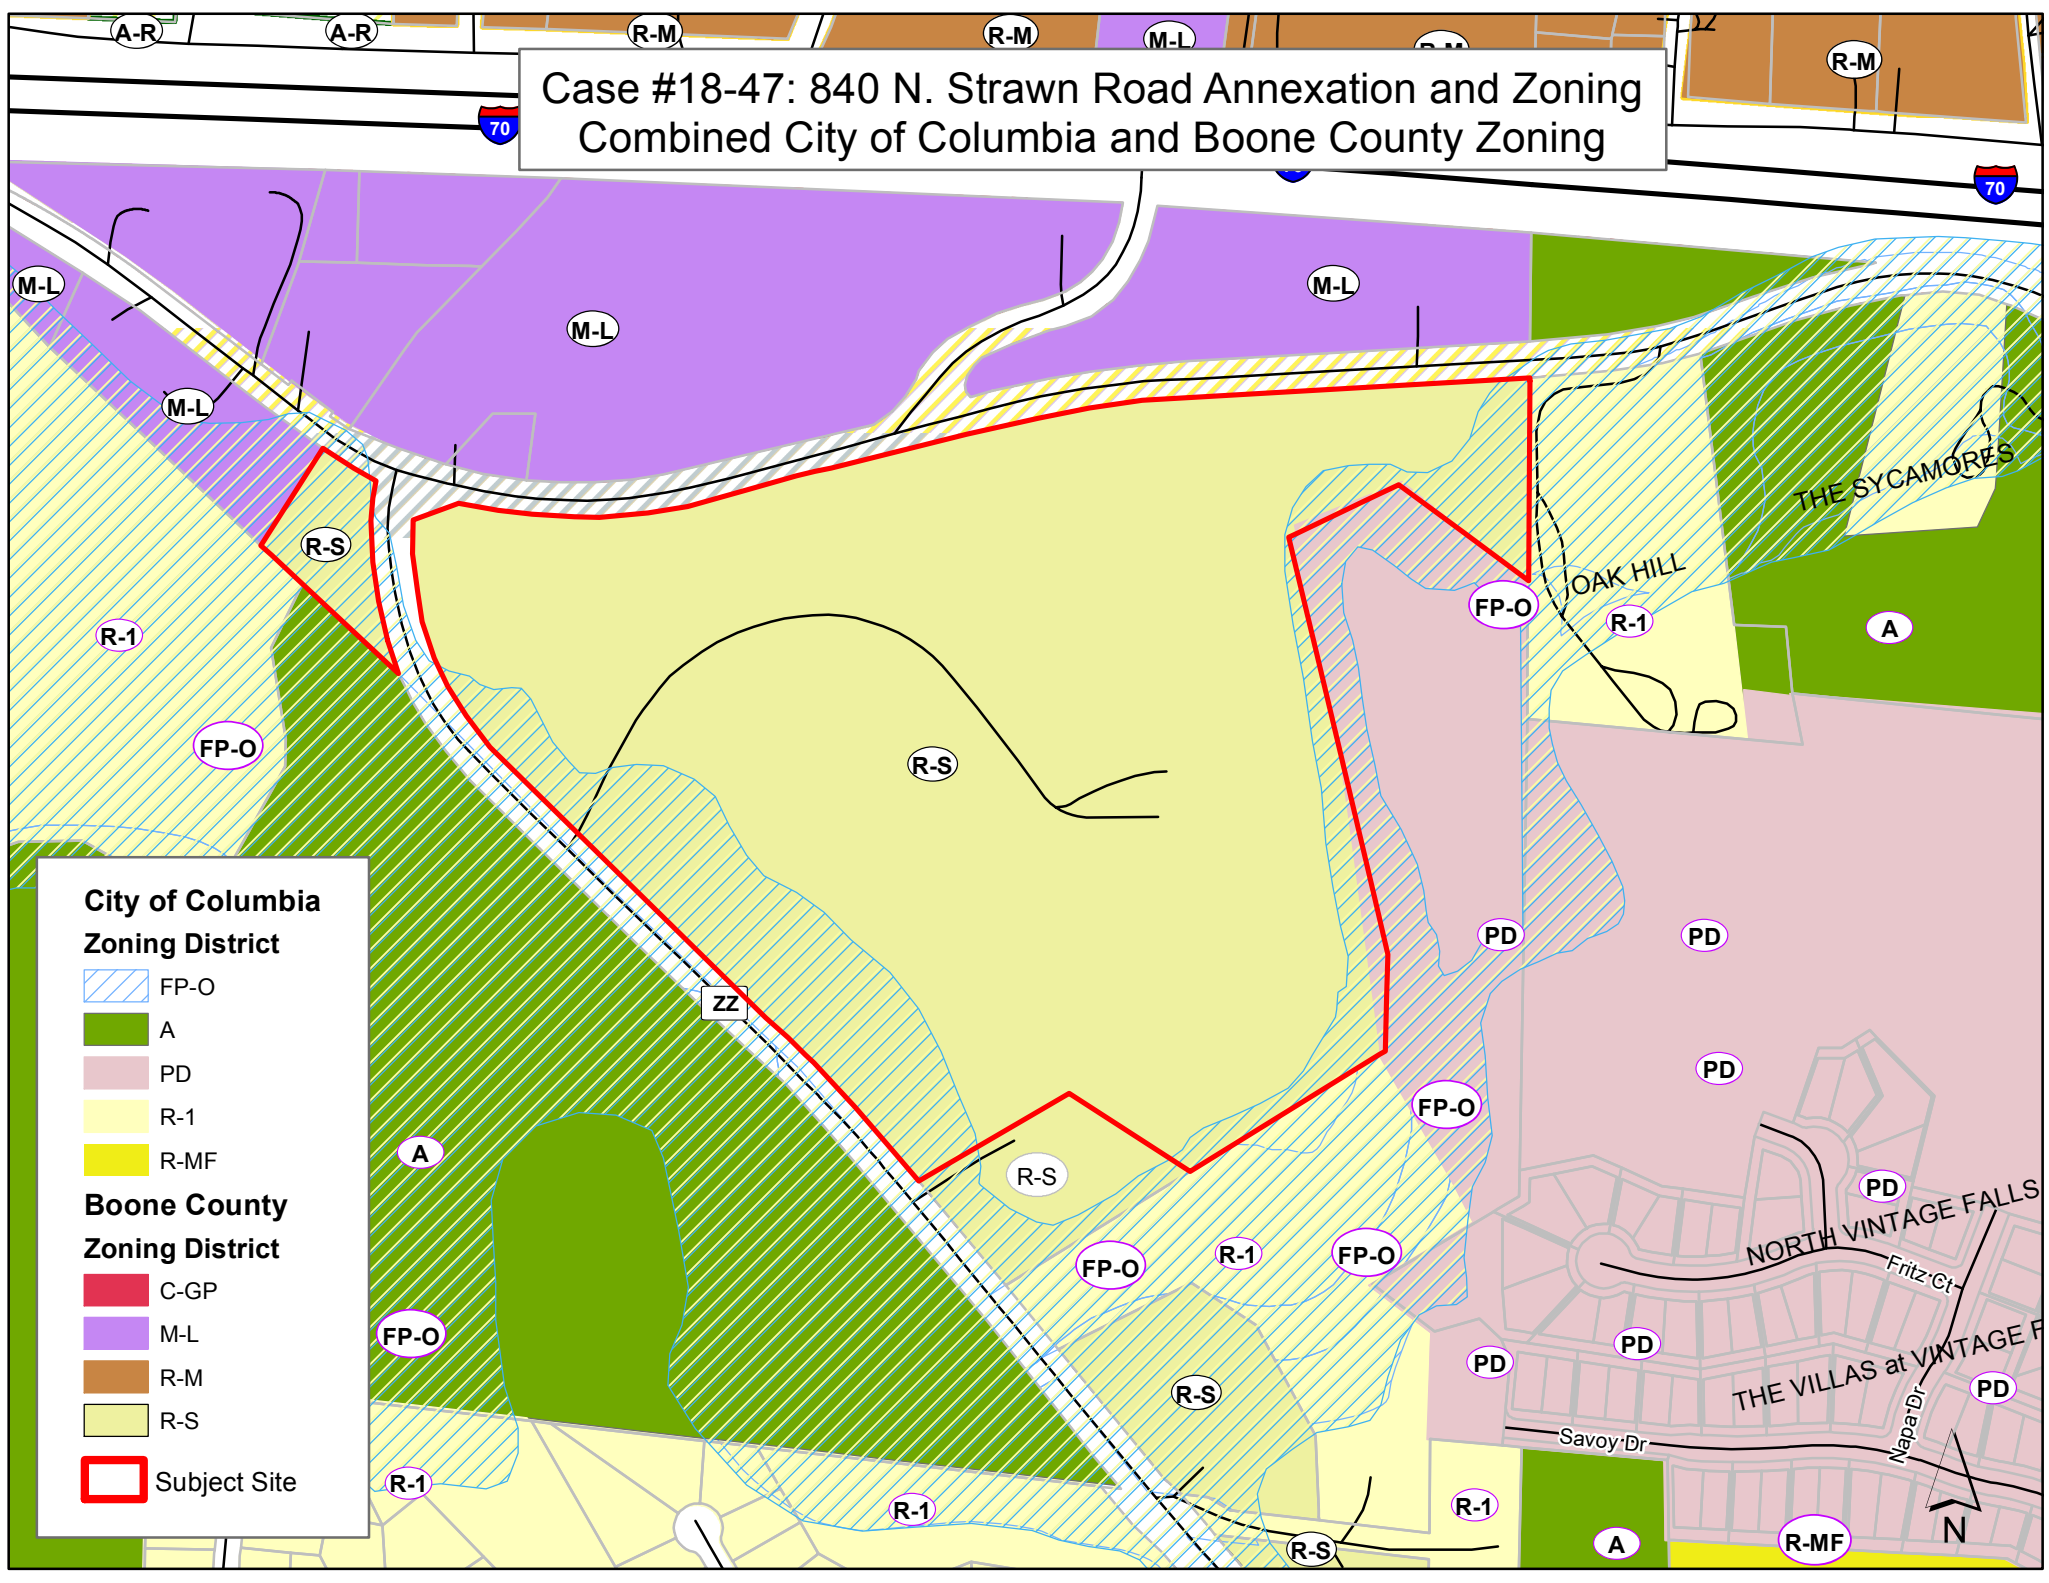 A-R
A-R
R-M
R-M
M-L
R-M
R-M
Case #18-47: 840 N. Strawn Road Annexation and Zoning
Combined City of Columbia and Boone County Zoning
70
70
M-L
M-L
M-L
M-L
R-S
THE SYCAMORES
OAK HILL
FP-O
R-1
A
R-1
FP-O
R-S
PD
PD
ZZ
PD
FP-O
A
R-S
PD
NORTH VINTAGE FALLS
FP-O
R-1
FP-O
Fritz Ct
FP-O
PD
PD
THE VILLAS at VINTAGE F
PD
R-S
Napa Dr
Savoy Dr
R-1
R-1
R-1
N
R-S
A
R-MF
City of Columbia
Zoning District
FP-O
A
PD
R-1
R-MF
Boone County
Zoning District
C-GP
M-L
R-M
R-S
Subject Site